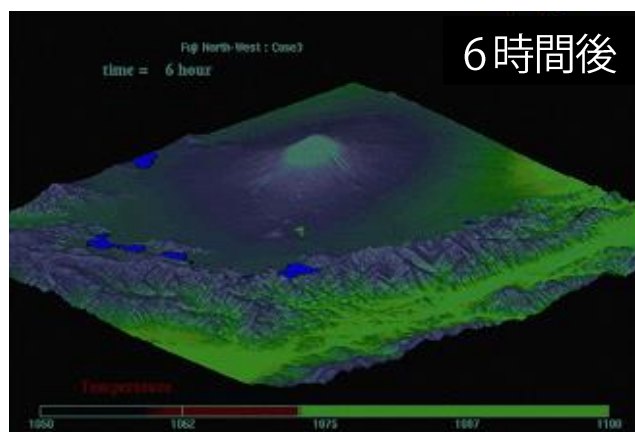 Fuji North-West : Case3
time = 6 hour
6時間後
Temperature
1050 1062 1075 1087 1100